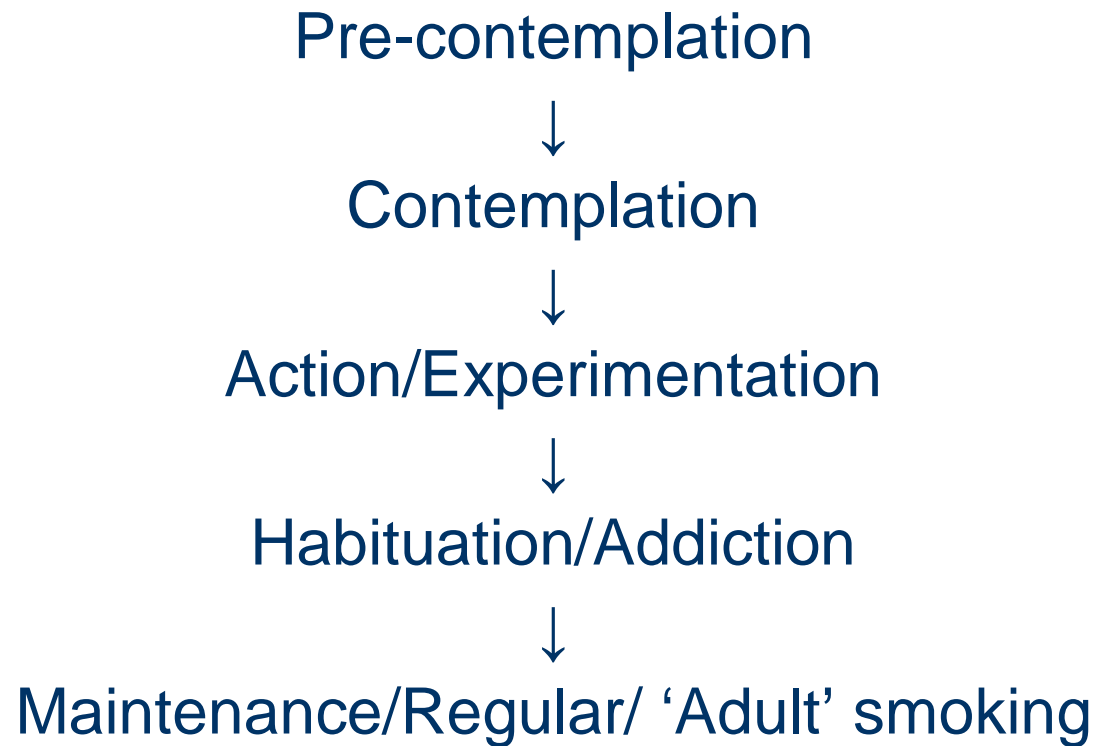 Pre-contemplation
↓
Contemplation
↓
Action/Experimentation
↓
Habituation/Addiction
↓
Maintenance/Regular/ ‘Adult’ smoking